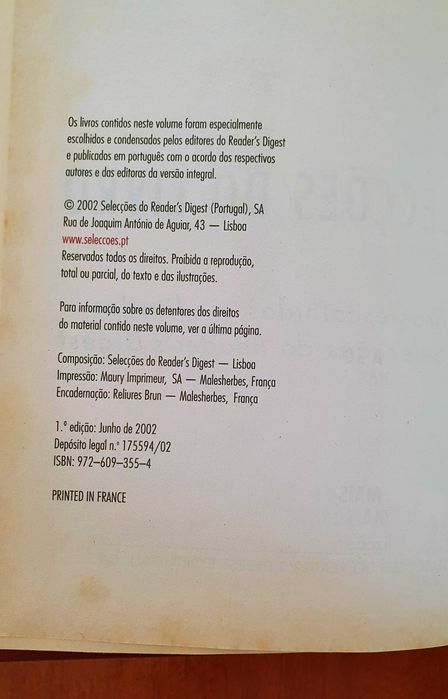 Os livros contidos neste volume foram especialmente
escolhidos e condensados pelos editores do Reader's Digest
e publicados em português com o acordo dos respectivos
autores e das editoras da versão integral.
© 2002 Selecções do Reader's Digest (Portugal), SA
Rua de Joaquim António de Aguiar, 43 — Lisboa
www.seleccoes.pt
Reservados todos os direitos. Proibida a reprodução,
total ou parcial, do texto e das ilustrações.
Para informação sobre os detentores dos direitos
do material contido neste volume, ver a última página.
Composição: Selecções do Reader's Digest — Lisboa
Impressão: Maury Imprimeur, SA — Malesherbes, França
Encadernação: Reliures Brun — Malesherbes, França
1.ª edição: Junho de 2002
Depósito legal n.º 175594/02
ISBN: 972–609–355–4
PRINTED IN FRANCE